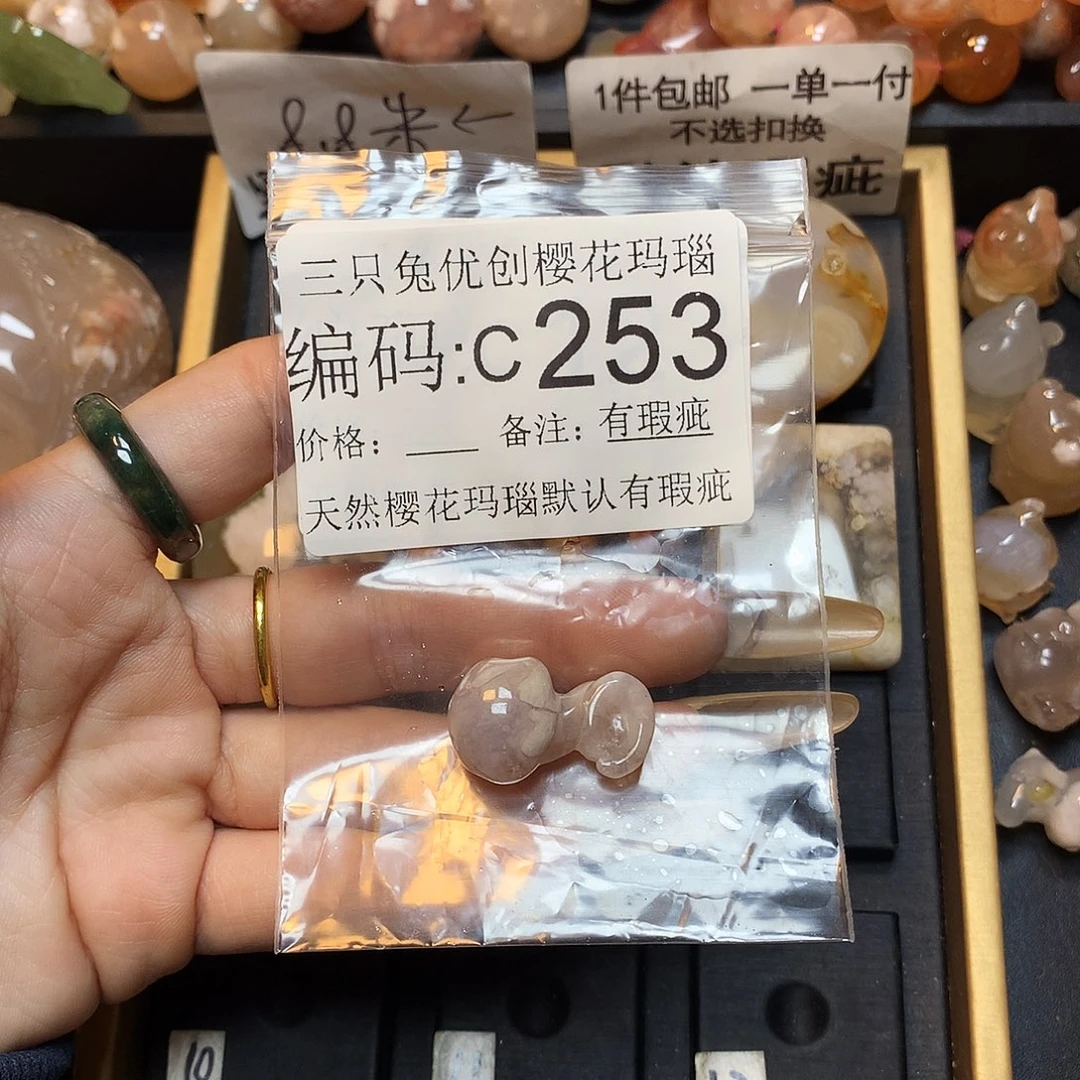 1件包邮 一单一付
不选扣换
疵
三只兔优创樱花玛瑙
编码:C253
价格: 备注: 有瑕疵
天然樱花玛瑙默认有瑕疵
10